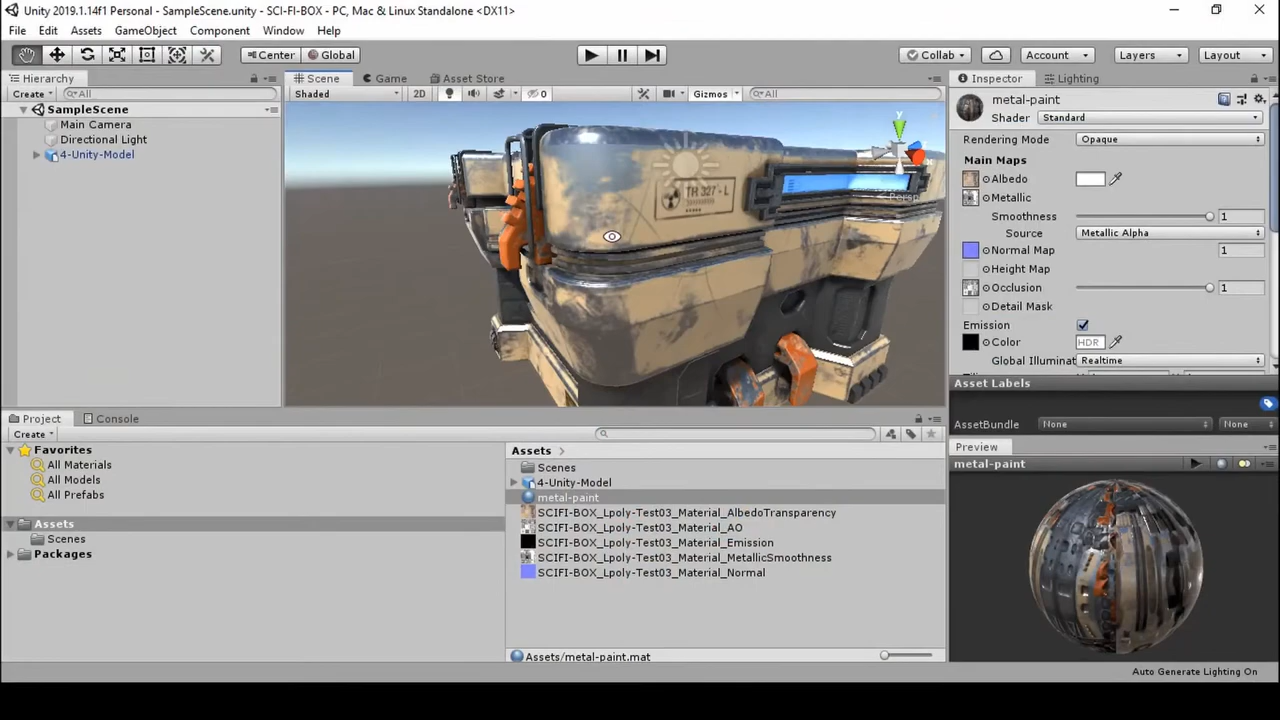 Unity 2019.1.14f1 Personal - SampleScene.unity - SCI-FI-BOX - PC, Mac & Linux Standalone <DX11>
File Edit Assets GameObject Component Window Help
Center Global Collab Account Layers Layout
Hierarchy Scene Game Asset Store Inspector Lighting
Create All Shaded 2D 0 Gizmos All
metal-paint
Shader Standard
SampleScene
Main Camera
Directional Light
4-Unity-Model
Rendering Mode Opaque
Main Maps
Albedo
Metallic
Smoothness 1
Source Metallic Alpha
Normal Map 1
Height Map
Occlusion 1
Detail Mask
Emission
Color HDR
Global Illuminat Realtime
y
Persp
TR 327 - L
Asset Labels
AssetBundle None None
Project Console
Create
Favorites
All Materials
All Models
All Prefabs
Assets
Scenes
Packages
Assets
Scenes
4-Unity-Model
metal-paint
SCIFI-BOX_Lpoly-Test03_Material_AlbedoTransparency
SCIFI-BOX_Lpoly-Test03_Material_AO
SCIFI-BOX_Lpoly-Test03_Material_Emission
SCIFI-BOX_Lpoly-Test03_Material_MetallicSmoothness
SCIFI-BOX_Lpoly-Test03_Material_Normal
Assets/metal-paint.mat
Preview
metal-paint
Auto Generate Lighting On